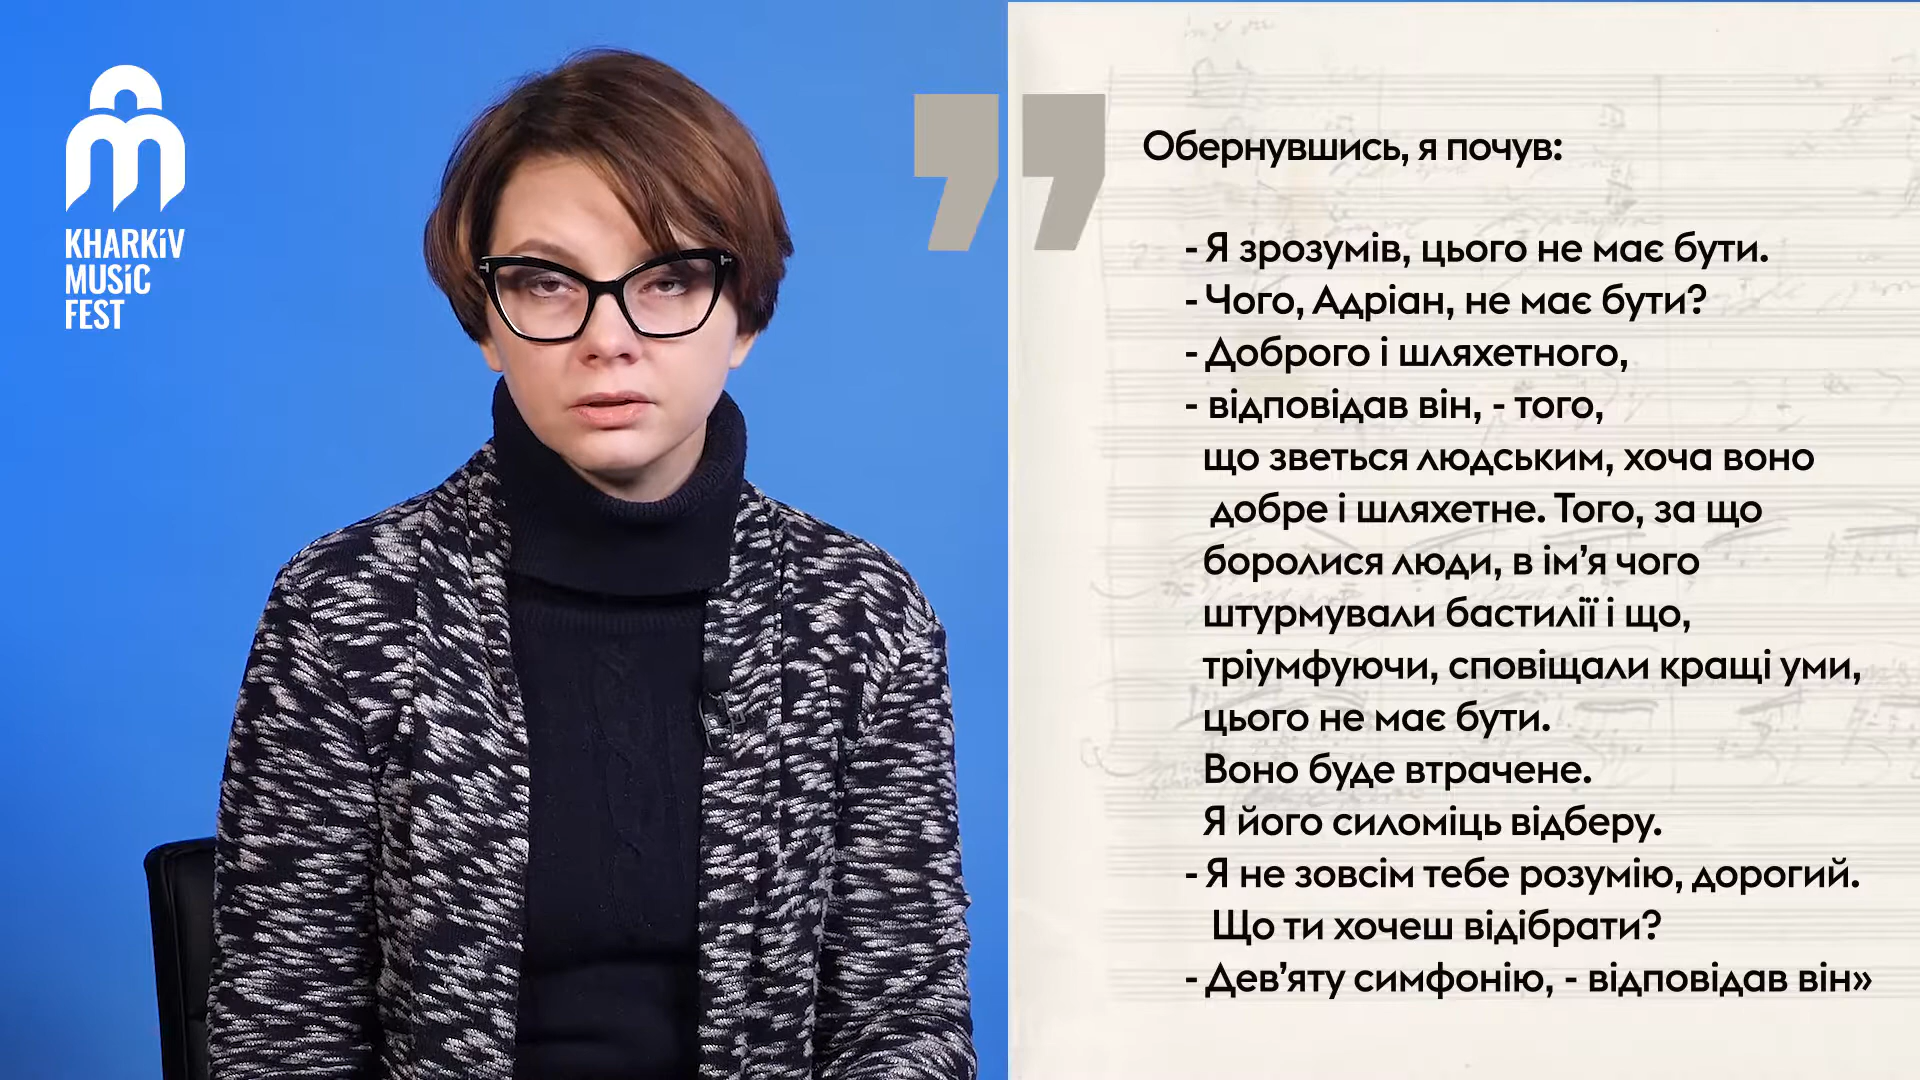 KHARKiV
MUSiC
FEST
Обернувшись, я почув:
- Я зрозумів, цього не має бути.
- Чого, Адріан, не має бути?
- Доброго і шляхетного,
- відповідав він, - того,
що зветься людським, хоча воно
добре і шляхетне. Того, за що
боролися люди, в ім’я чого
штурмували бастилії і що,
тріумфуючи, сповіщали кращі уми,
цього не має бути.
Воно буде втрачене.
Я його силоміць відберу.
- Я не зовсім тебе розумію, дорогий.
Що ти хочеш відібрати?
- Дев’яту симфонію, - відповідав він»